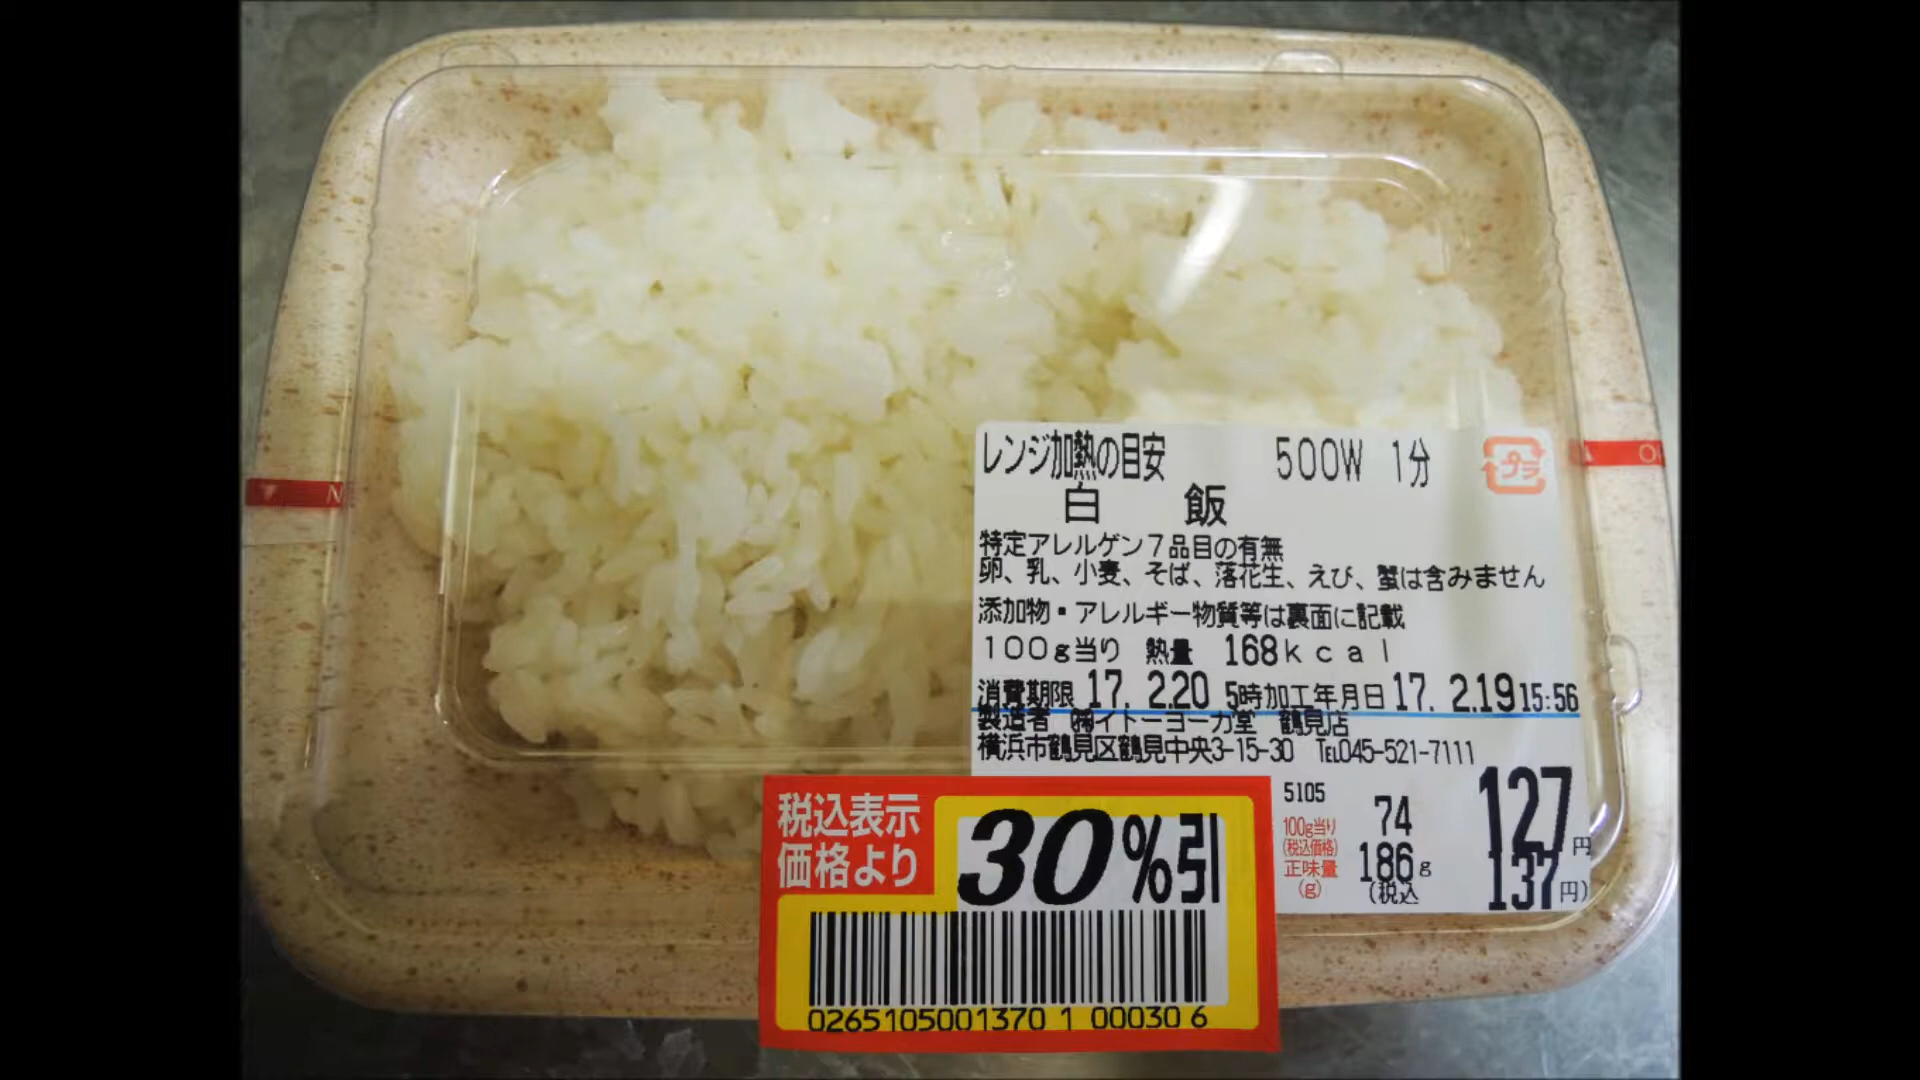 レンジ加熱の目安 500W 1分
プラ
白 飯
特定アレルゲン7品目の有無
卵、乳、小麦、そば、落花生、えび、蟹は含みません
添加物・アレルギー物質等は裏面に記載
100g当り 熱量 168kcal
消費期限 17. 2.20 5時加工年月日 17. 2.19 15:56
製造者 ㈱イトーヨーカ堂 鶴見店
横浜市鶴見区鶴見中央3-15-30 TEL045-521-7111
5105
100g当り(税込価格) 74
127円
正味量(g) 186g
(税込 137円)
税込表示
価格より
30%引
0265105001370 1 00030 6